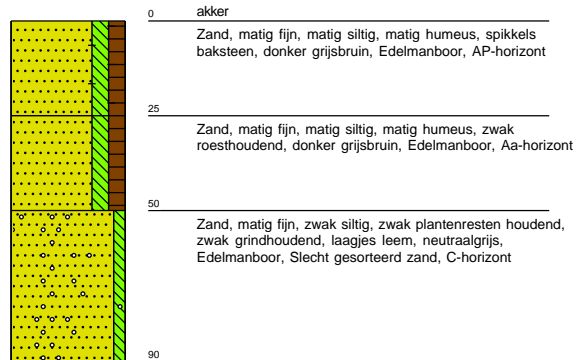 0
akker
Zand, matig fijn, matig siltig, matig humeus, spikkels
baksteen, donker grijsbruin, Edelmanboor, AP-horizont
25
Zand, matig fijn, matig siltig, matig humeus, zwak
roesthoudend, donker grijsbruin, Edelmanboor, Aa-horizont
50
Zand, matig fijn, zwak siltig, zwak plantenresten houdend,
zwak grindhoudend, laagjes leem, neutraalgrijs,
Edelmanboor, Slecht gesorteerd zand, C-horizont
90